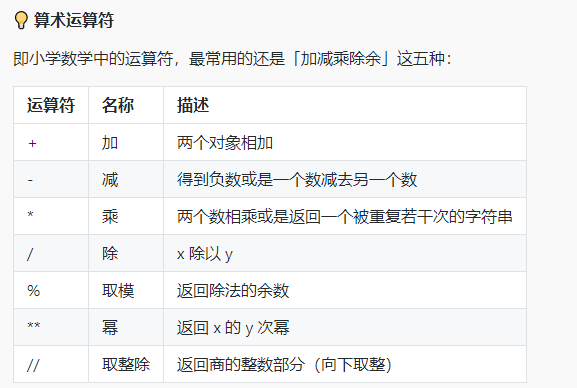 💡 算术运算符
即小学数学中的运算符，最常用的还是「加减乘除余」这五种：
运算符 名称 描述
+ 加 两个对象相加
- 减 得到负数或是一个数减去另一个数
* 乘 两个数相乘或是返回一个被重复若干次的字符串
/ 除 x 除以 y
% 取模 返回除法的余数
** 幂 返回 x 的 y 次幂
// 取整除 返回商的整数部分（向下取整）